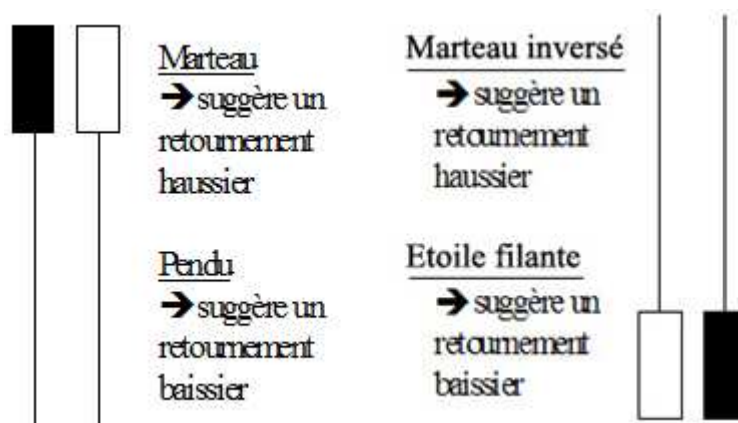 Marteau
➔ suggère un
retournement
haussier
Pendu
➔ suggère un
retournement
baissier
Marteau inversé
➔ suggère un
retournement
haussier
Etoile filante
➔ suggère un
retournement
baissier